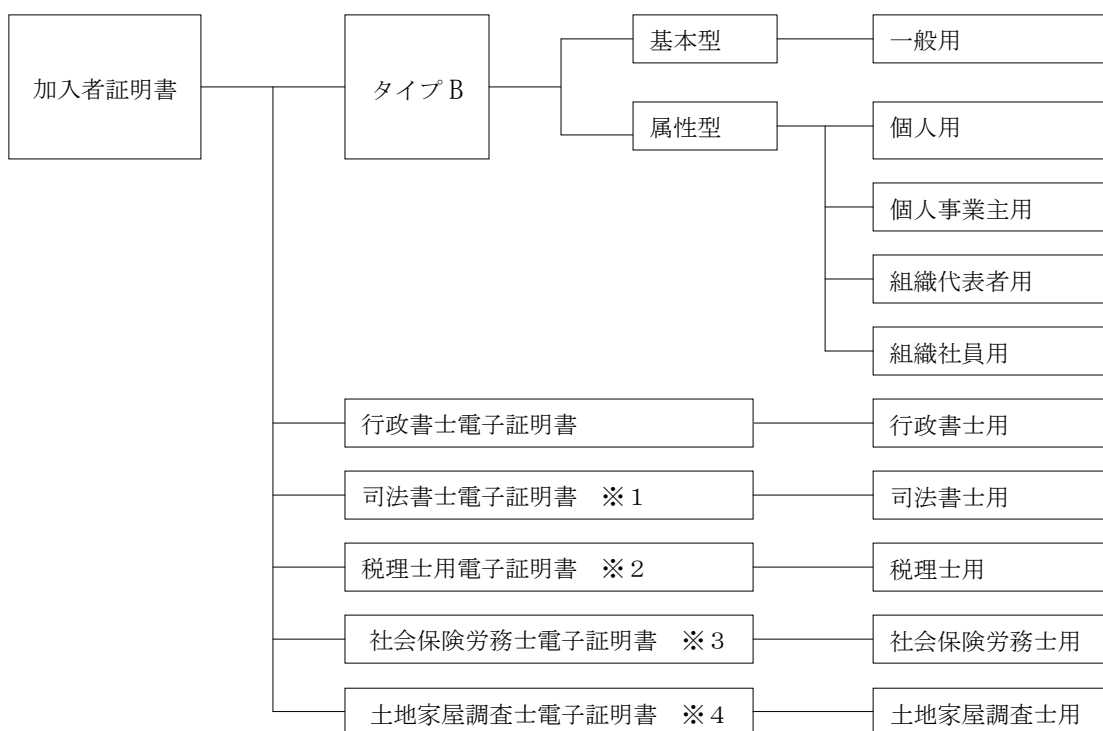 加入者証明書
タイプ B
基本型
一般用
属性型
個人用
個人事業主用
組織代表者用
組織社員用
行政書士電子証明書
行政書士用
司法書士電子証明書　※１
司法書士用
税理士用電子証明書　※２
税理士用
社会保険労務士電子証明書　※３
社会保険労務士用
土地家屋調査士電子証明書　※４
土地家屋調査士用